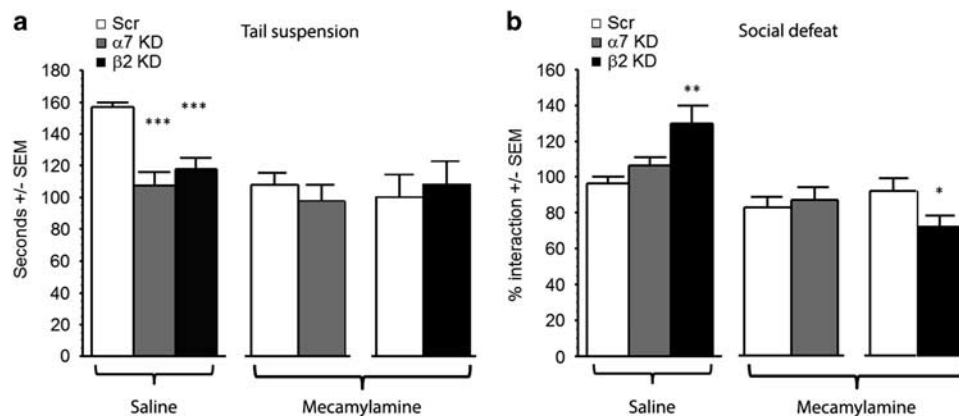 a
Tail suspension
Scr
α7 KD
β2 KD
Seconds +/- SEM
180
160
140
120
100
80
60
40
20
0
***
***
Saline
Mecamylamine
b
Social defeat
Scr
α7 KD
β2 KD
% interaction +/- SEM
160
140
120
100
80
60
40
20
0
**
*
Saline
Mecamylamine